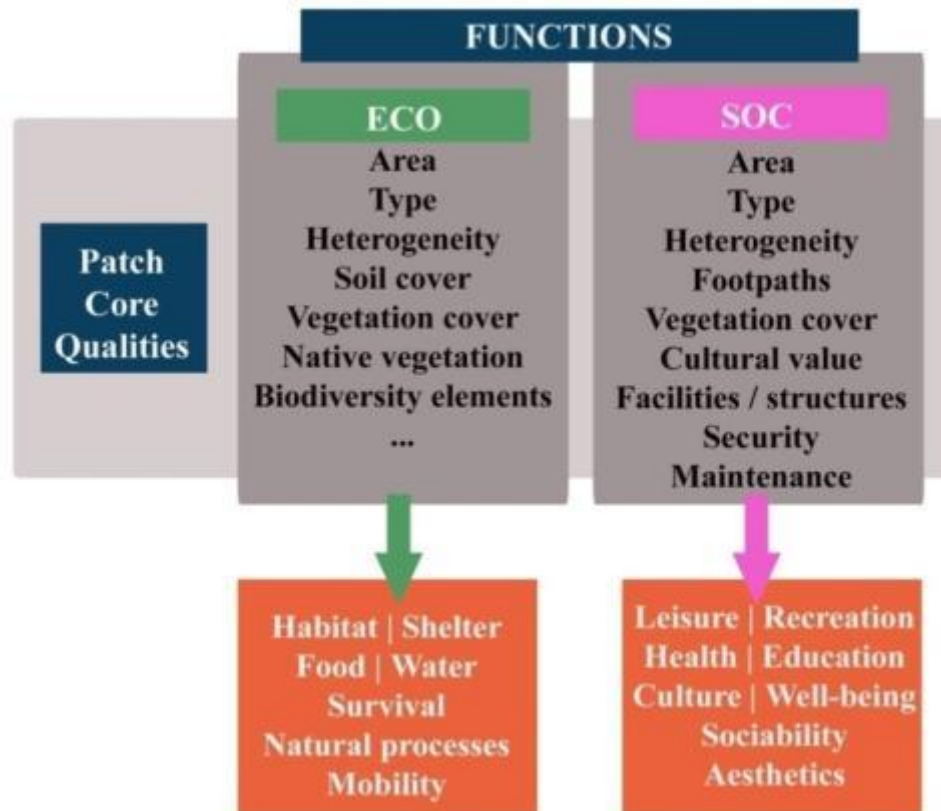 FUNCTIONS
ECO
Area
Type
Heterogeneity
Soil cover
Vegetation cover
Native vegetation
Biodiversity elements
...
SOC
Area
Type
Heterogeneity
Footpaths
Vegetation cover
Cultural value
Facilities / structures
Security
Maintenance
Patch
Core
Qualities
Habitat | Shelter
Food | Water
Survival
Natural processes
Mobility
Leisure | Recreation
Health | Education
Culture | Well-being
Sociability
Aesthetics